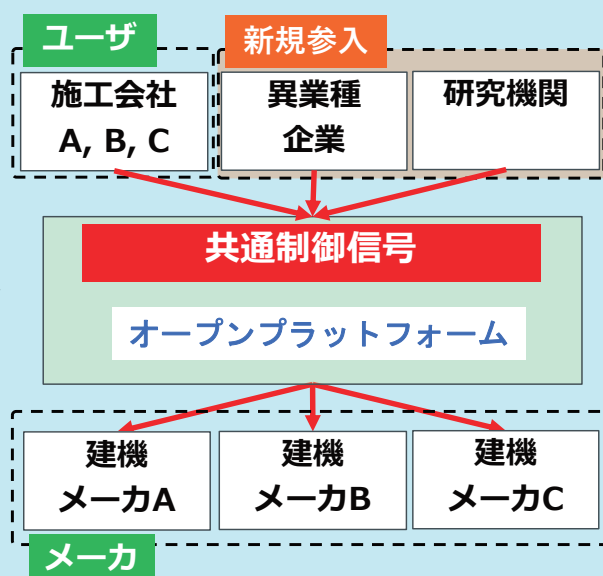 ユーザ
新規参入
施工会社
A, B, C
異業種
企業
研究機関
共通制御信号
オープンプラットフォーム
建機
メーカA
建機
メーカB
建機
メーカC
メーカ